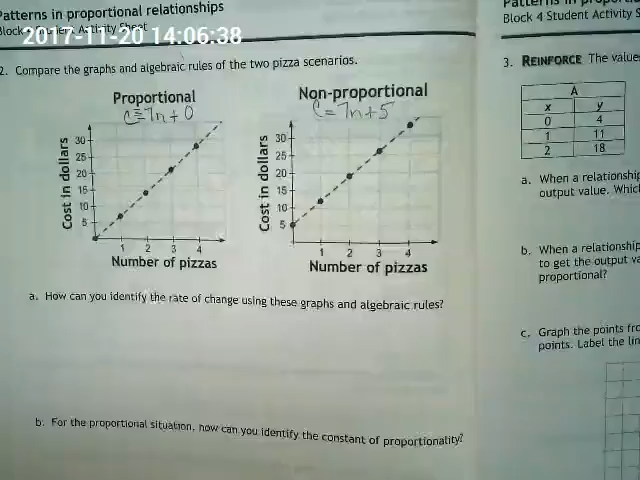 Patterns in proportional relationships
Block
Activity Sheet
2017-11-20 14:06:38
2. Compare the graphs and algebraic rules of the two pizza scenarios.
Proportional
C=7n+0
Cost in dollars
30
25
20
15
10
5
1 2 3 4
Number of pizzas
Non-proportional
C=7n+5
Cost in dollars
30
25
20
15
10
5
1 2 3 4
Number of pizzas
a. How can you identify the rate of change using these graphs and algebraic rules?
b. For the proportional situation, how can you identify the constant of proportionality?
Patterns in
Block 4 Student Activity S
3. REINFORCE The value
A
x y
0 4
1 11
2 18
a. When a relationship
output value. Which
b. When a relationship
to get the output va
proportional?
c. Graph the points fro
points. Label the lin